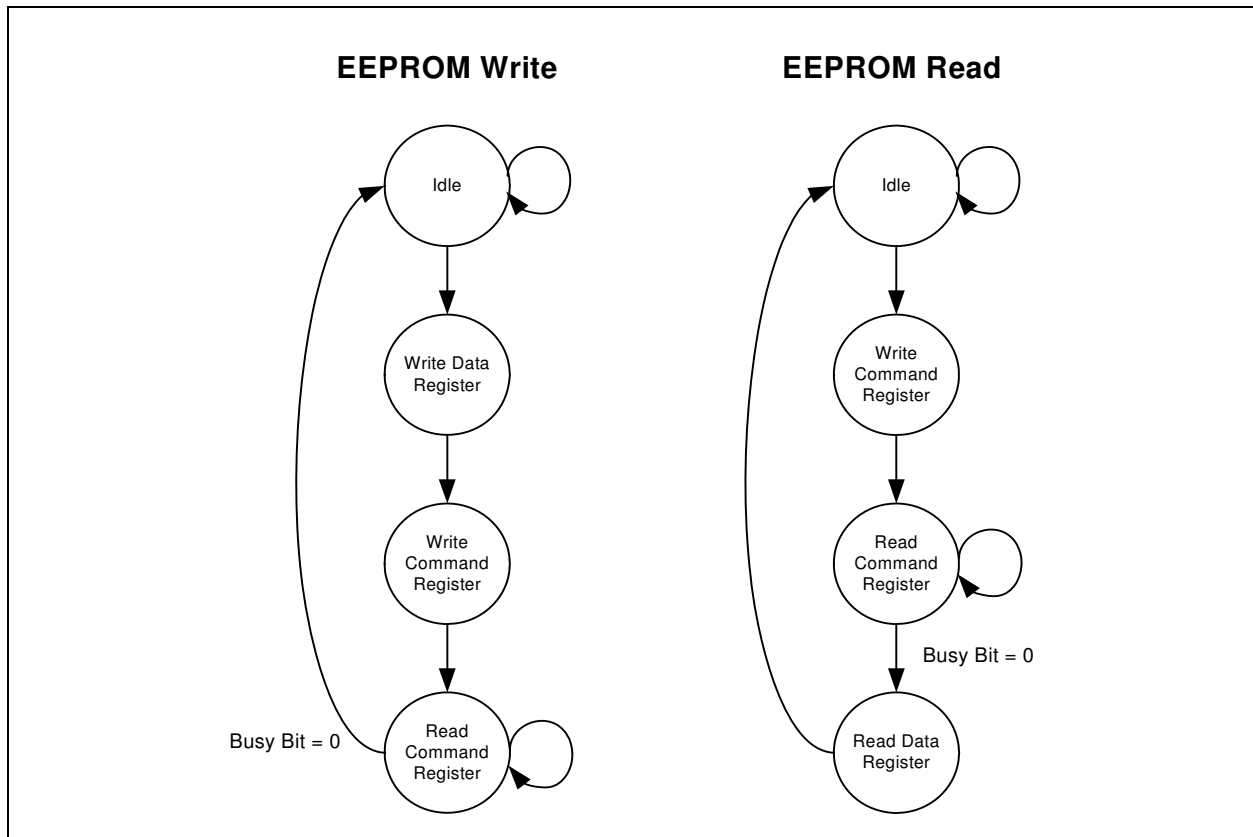 EEPROM Write
Idle
Write Data
Register
Write
Command
Register
Read
Command
Register
Busy Bit = 0
EEPROM Read
Idle
Write
Command
Register
Read
Command
Register
Busy Bit = 0
Read Data
Register